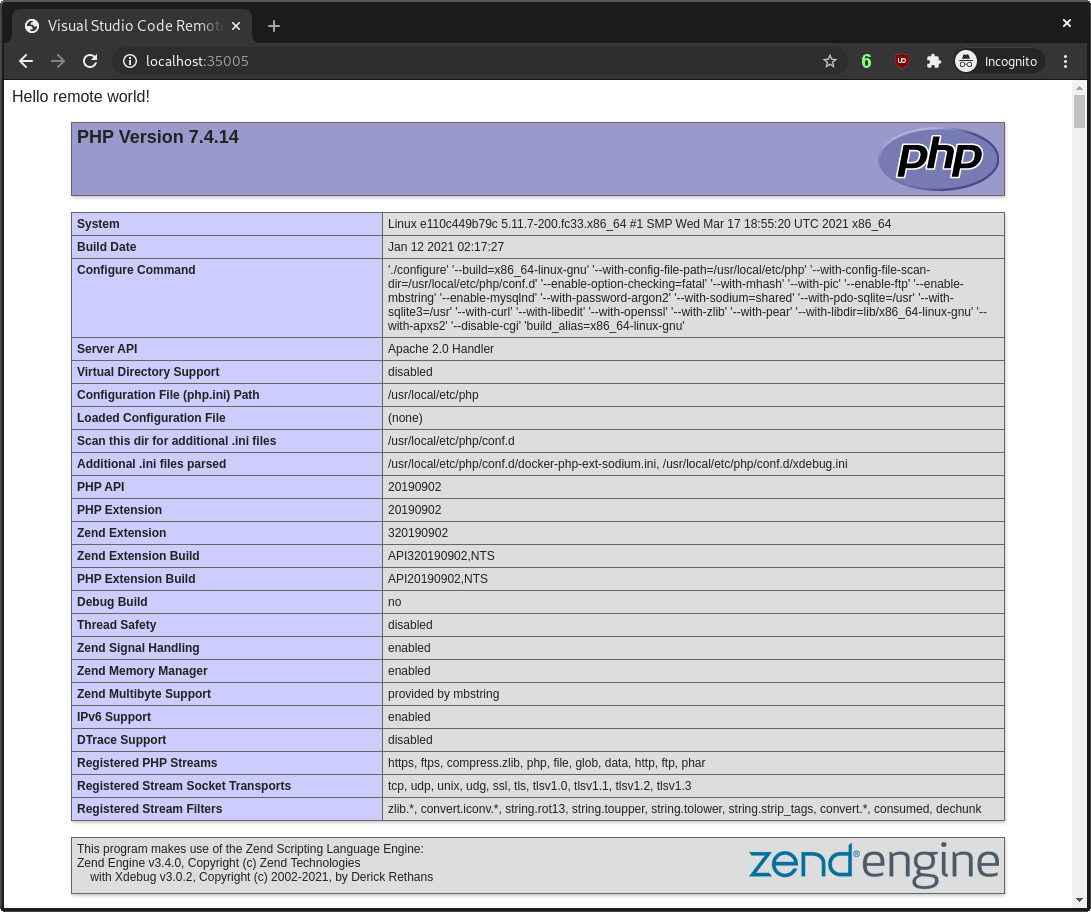 Visual Studio Code Remot
localhost:35005
6
UD
Incognito
Hello remote world!
PHP Version 7.4.14
php
System Linux e110c449b79c 5.11.7-200.fc33.x86_64 #1 SMP Wed Mar 17 18:55:20 UTC 2021 x86_64
Build Date Jan 12 2021 02:17:27
Configure Command './configure' '--build=x86_64-linux-gnu' '--with-config-file-path=/usr/local/etc/php' '--with-config-file-scan-
dir=/usr/local/etc/php/conf.d' '--enable-option-checking=fatal' '--with-mhash' '--with-pic' '--enable-ftp' '--enable-
mbstring' '--enable-mysqlnd' '--with-password-argon2' '--with-sodium=shared' '--with-pdo-sqlite=/usr' '--with-
sqlite3=/usr' '--with-curl' '--with-libedit' '--with-openssl' '--with-zlib' '--with-pear' '--with-libdir=lib/x86_64-linux-gnu' '--
with-apxs2' '--disable-cgi' 'build_alias=x86_64-linux-gnu'
Server API Apache 2.0 Handler
Virtual Directory Support disabled
Configuration File (php.ini) Path /usr/local/etc/php
Loaded Configuration File (none)
Scan this dir for additional .ini files /usr/local/etc/php/conf.d
Additional .ini files parsed /usr/local/etc/php/conf.d/docker-php-ext-sodium.ini, /usr/local/etc/php/conf.d/xdebug.ini
PHP API 20190902
PHP Extension 20190902
Zend Extension 320190902
Zend Extension Build API320190902,NTS
PHP Extension Build API20190902,NTS
Debug Build no
Thread Safety disabled
Zend Signal Handling enabled
Zend Memory Manager enabled
Zend Multibyte Support provided by mbstring
IPv6 Support enabled
DTrace Support disabled
Registered PHP Streams https, ftps, compress.zlib, php, file, glob, data, http, ftp, phar
Registered Stream Socket Transports tcp, udp, unix, udg, ssl, tls, tlsv1.0, tlsv1.1, tlsv1.2, tlsv1.3
Registered Stream Filters zlib.*, convert.iconv.*, string.rot13, string.toupper, string.tolower, string.strip_tags, convert.*, consumed, dechunk
This program makes use of the Zend Scripting Language Engine:
Zend Engine v3.4.0, Copyright (c) Zend Technologies
with Xdebug v3.0.2, Copyright (c) 2002-2021, by Derick Rethans
zend® engine